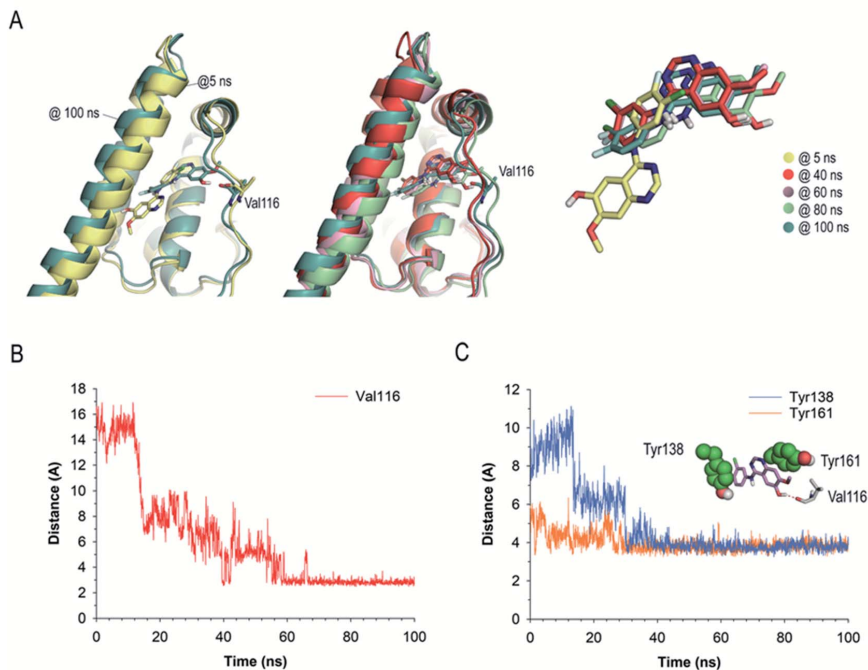 A
@5 ns
@ 100 ns
Val116
Val116
@ 5 ns
@ 40 ns
@ 60 ns
@ 80 ns
@ 100 ns
B
Val116
Distance (A)
18
16
14
12
10
8
6
4
2
0
0 20 40 60 80 100
Time (ns)
C
Tyr138
Tyr161
Tyr138
Tyr161
Val116
Distance (A)
12
10
8
6
4
2
0
0 20 40 60 80 100
Time (ns)